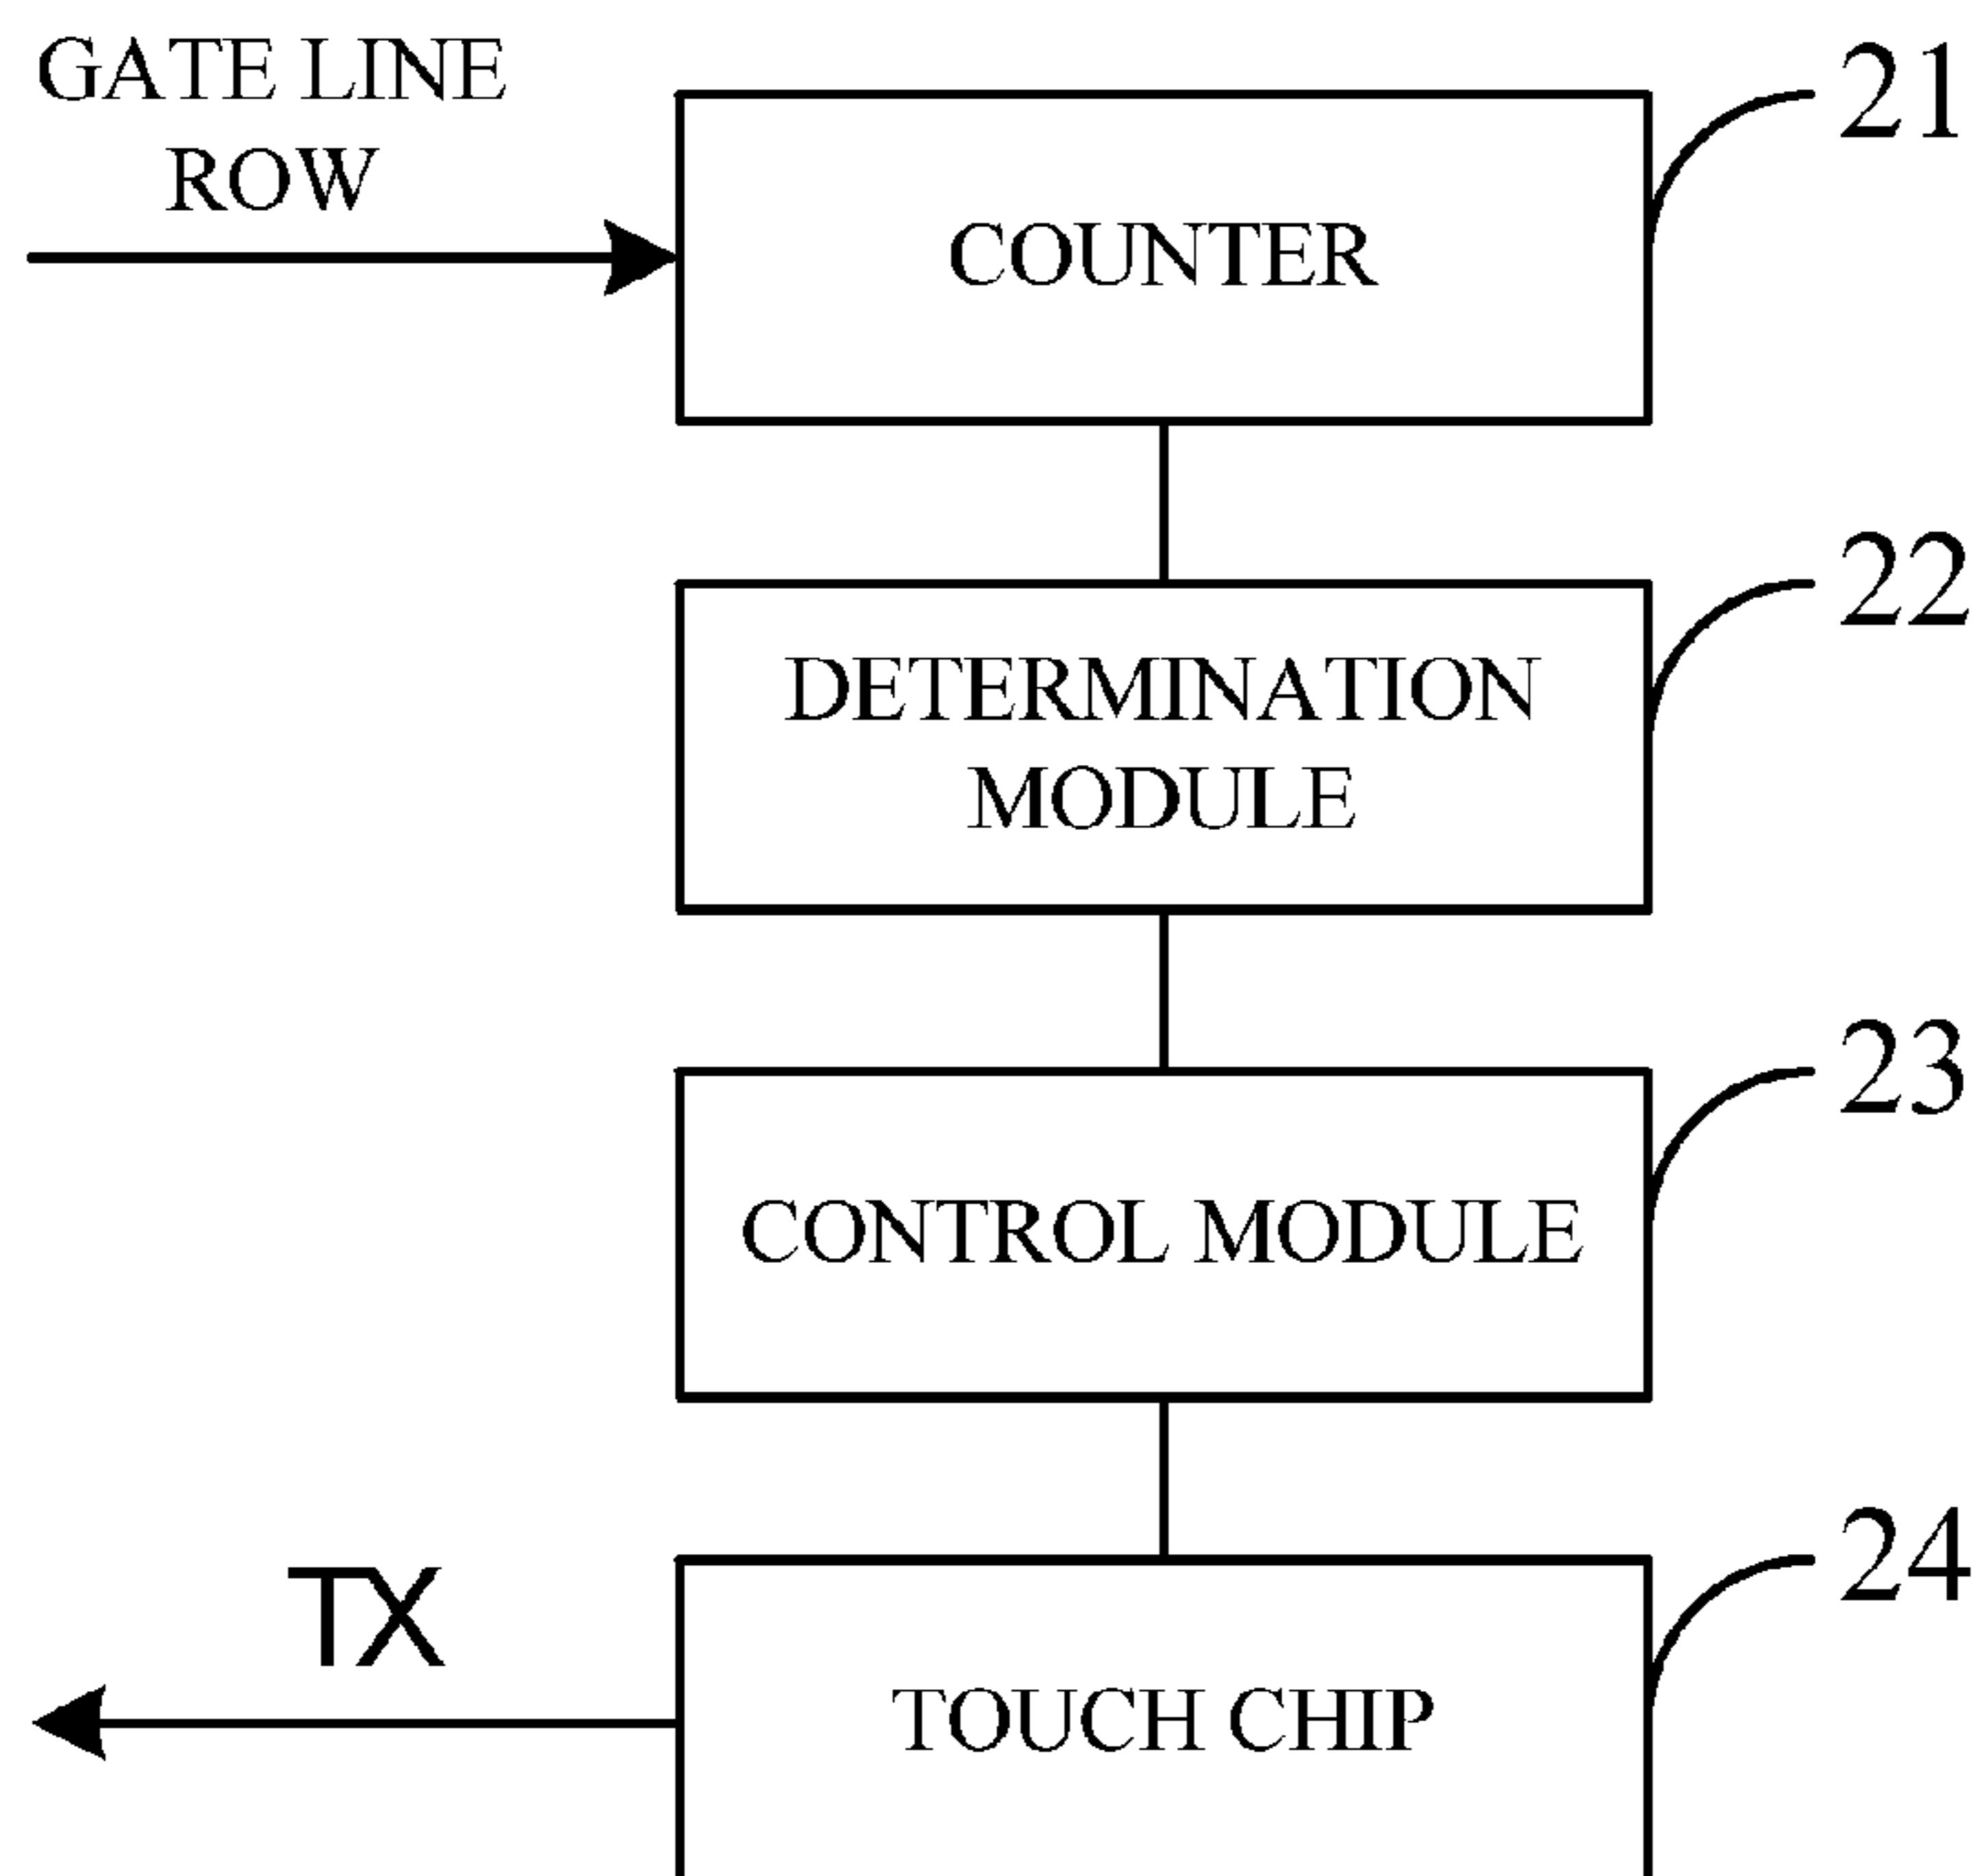 GATE LINE
ROW
21
COUNTER
22
DETERMINATION
MODULE
23
CONTROL MODULE
24
TX
TOUCH CHIP